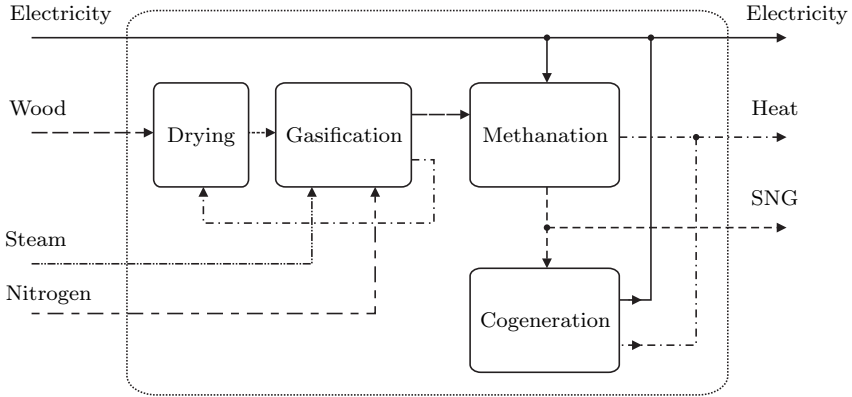 Electricity
Electricity
Wood
Heat
Drying
Gasification
Methanation
SNG
Steam
Nitrogen
Cogeneration